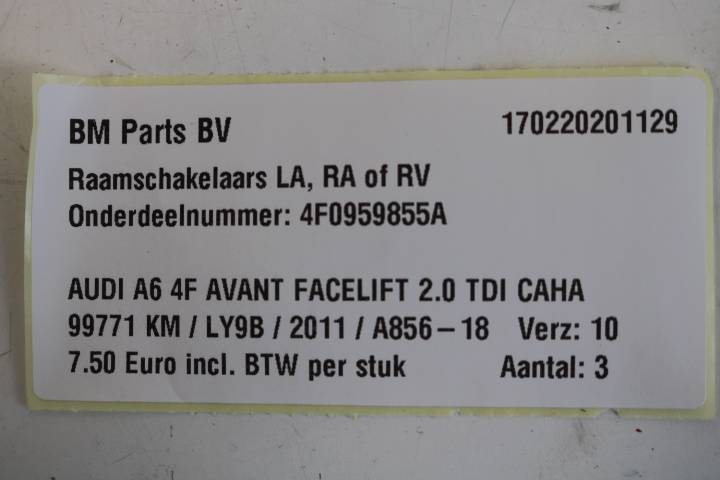 BM Parts BV 170220201129
Raamschakelaars LA, RA of RV
Onderdeelnummer: 4F0959855A
AUDI A6 4F AVANT FACELIFT 2.0 TDI CAHA
99771 KM / LY9B / 2011 / A856-18 Verz: 10
7.50 Euro incl. BTW per stuk Aantal: 3